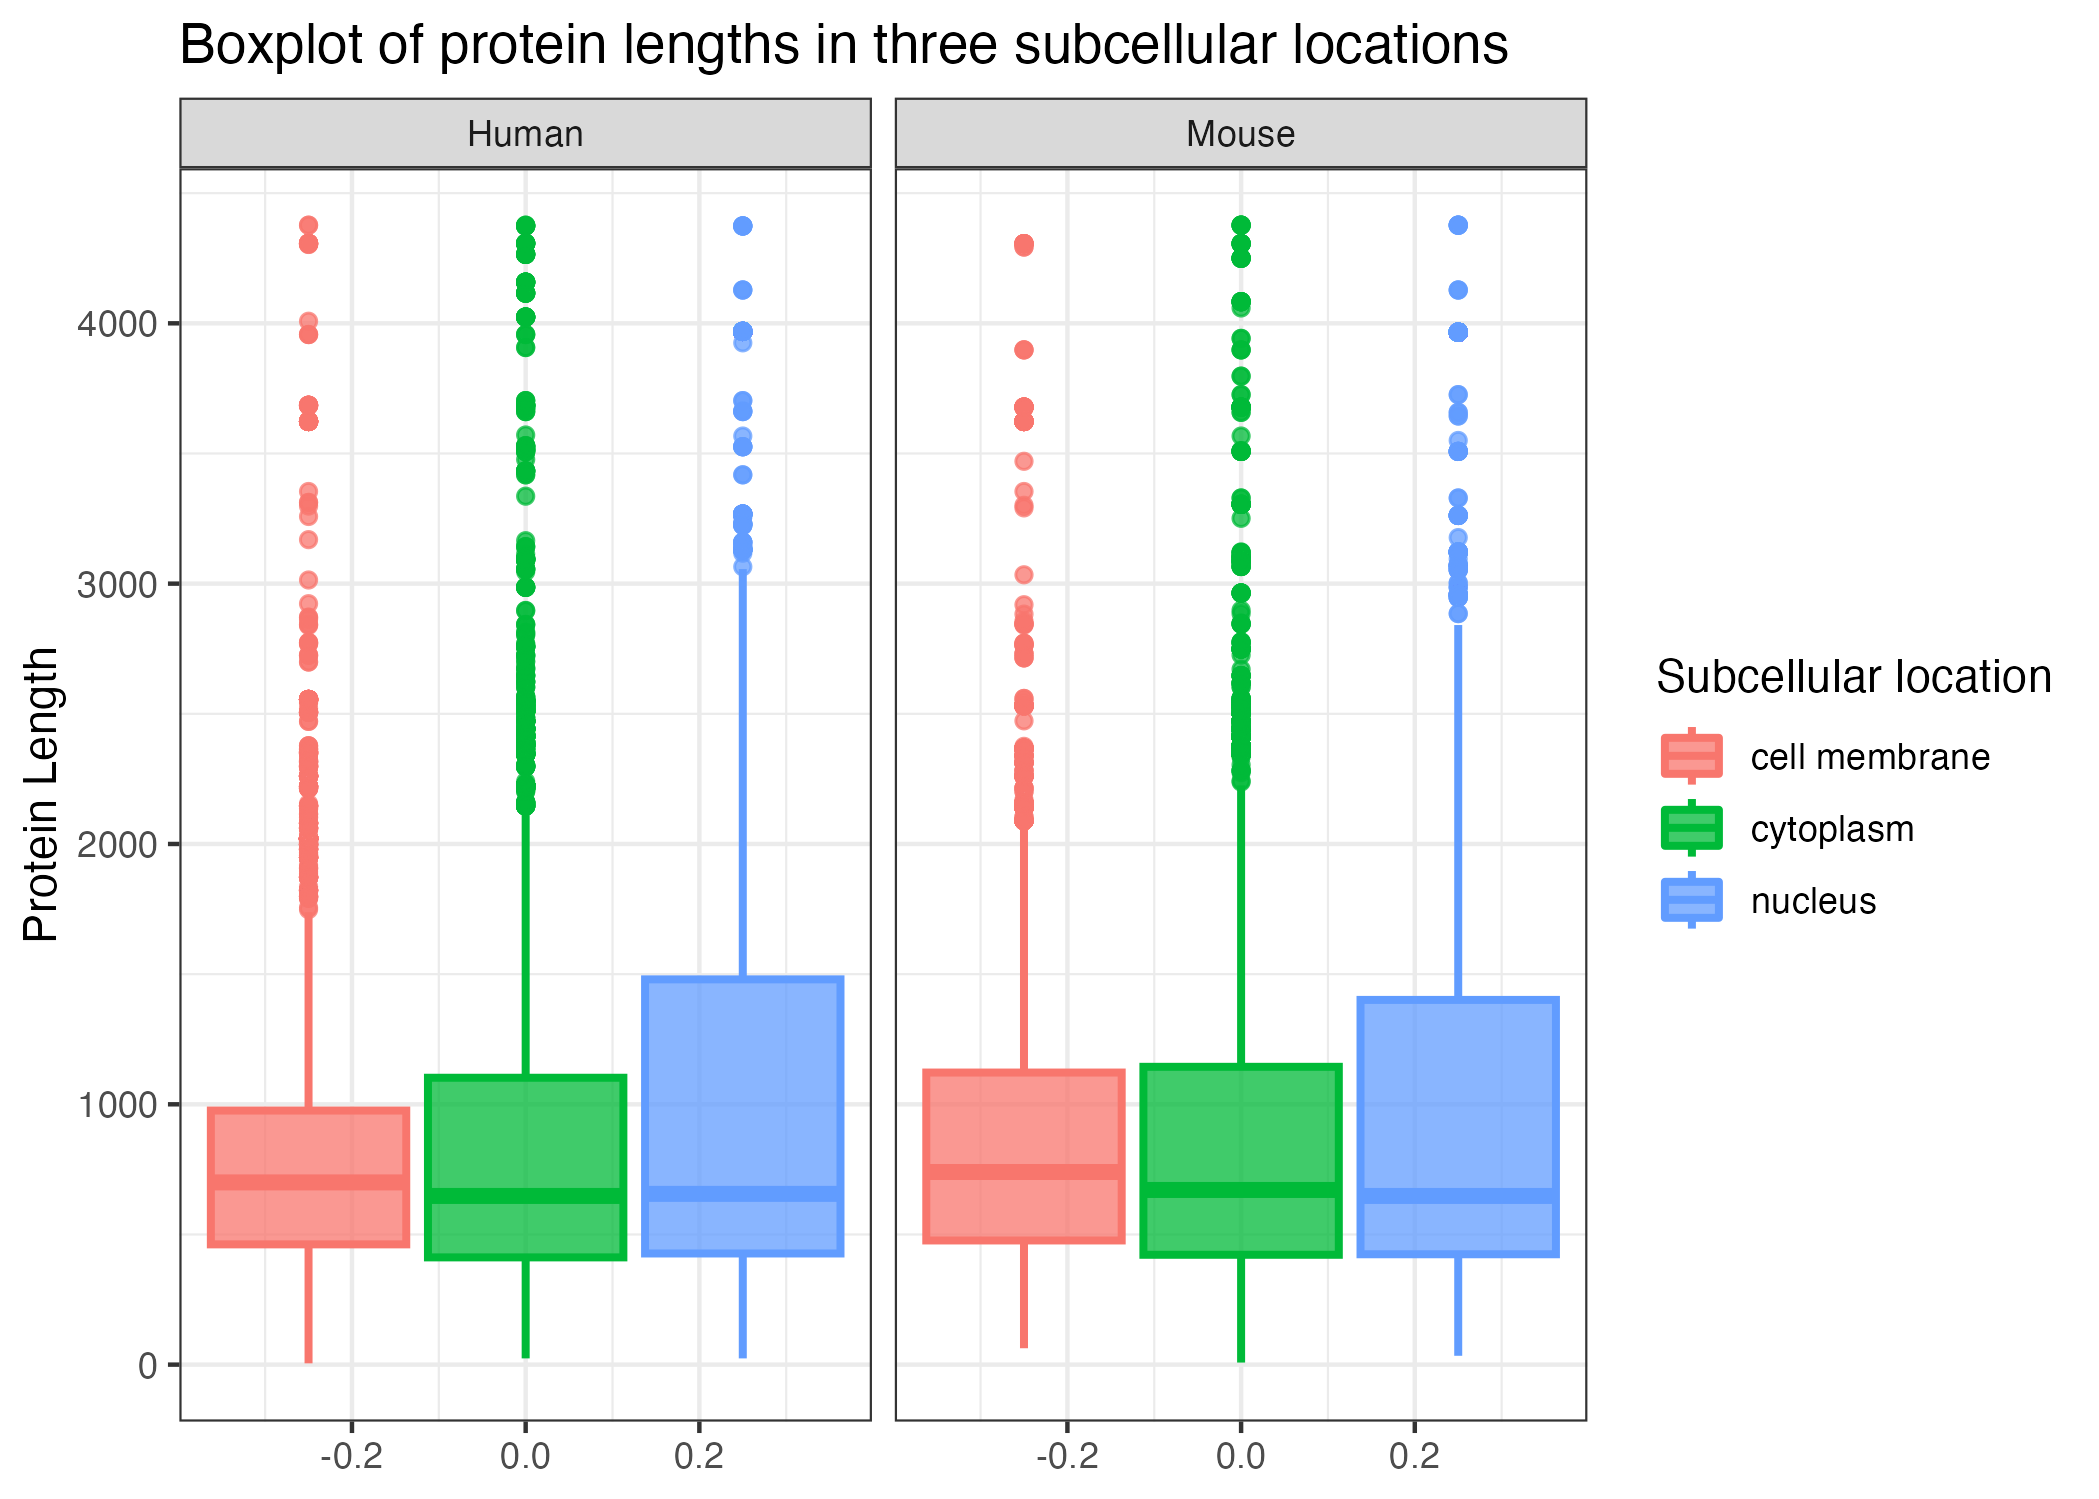 Boxplot of protein lengths in three subcellular locations
Human
Mouse
Protein Length
4000
3000
2000
1000
0
-0.2
0.0
0.2
-0.2
0.0
0.2
Subcellular location
cell membrane
cytoplasm
nucleus